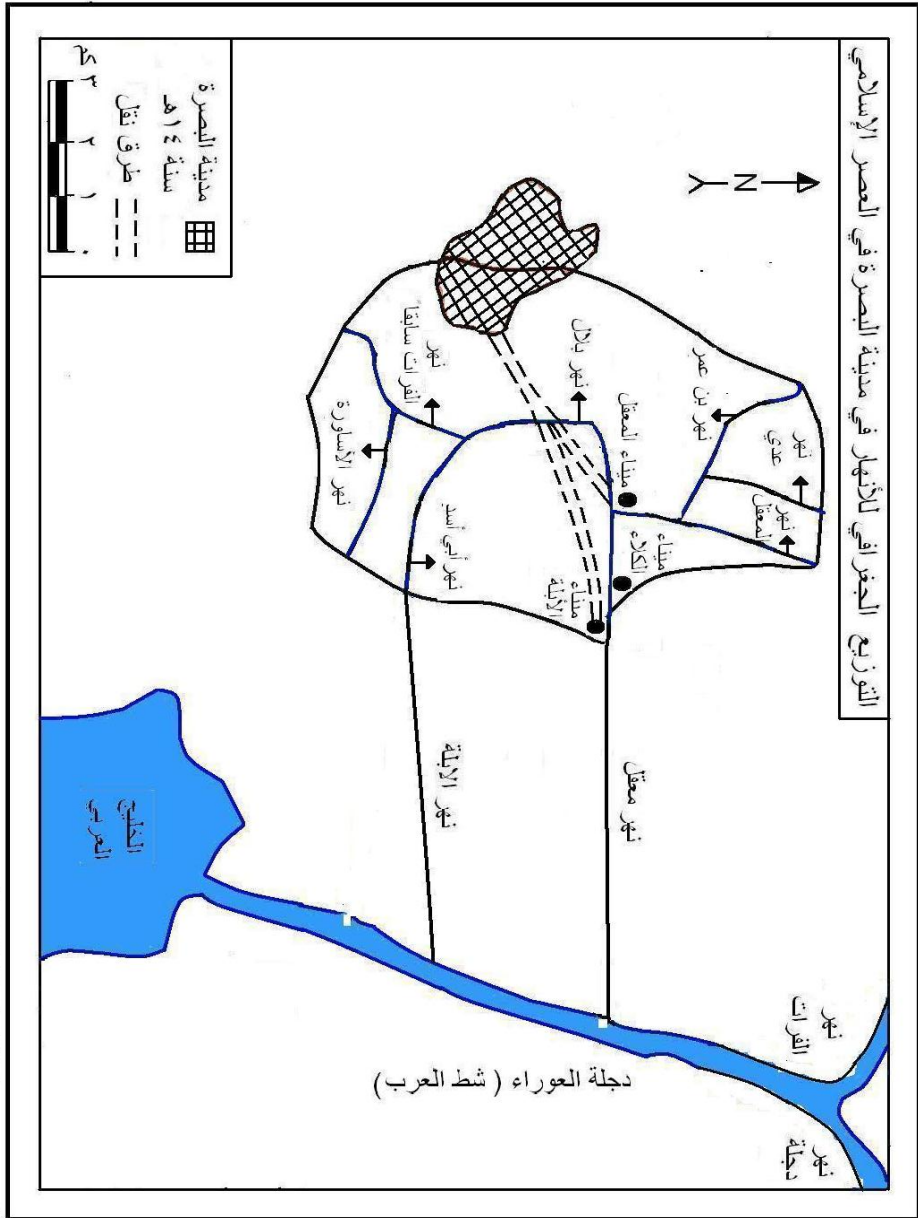 التوزيع الجغرافي للأنهار في مدينة البصرة في العصر الإسلامي
N
نهر
عدي
نهر
المعقل
نهر بن عمر
ميناء المعقل
ميناء
الكلاء
ميناء
الأبلة
نهر بلال
نهر
الفرات سابقا
نهر الأساورة
نهر أبي أسد
نهر معقل
نهر الابلة
نهر
الفرات
نهر
دجلة
دجلة العوراء ( شط العرب)
الخليج
العربي
مدينة البصرة
سنة ١٤هـ
طرق نقل
٣ ٢ ١ ٠
كم